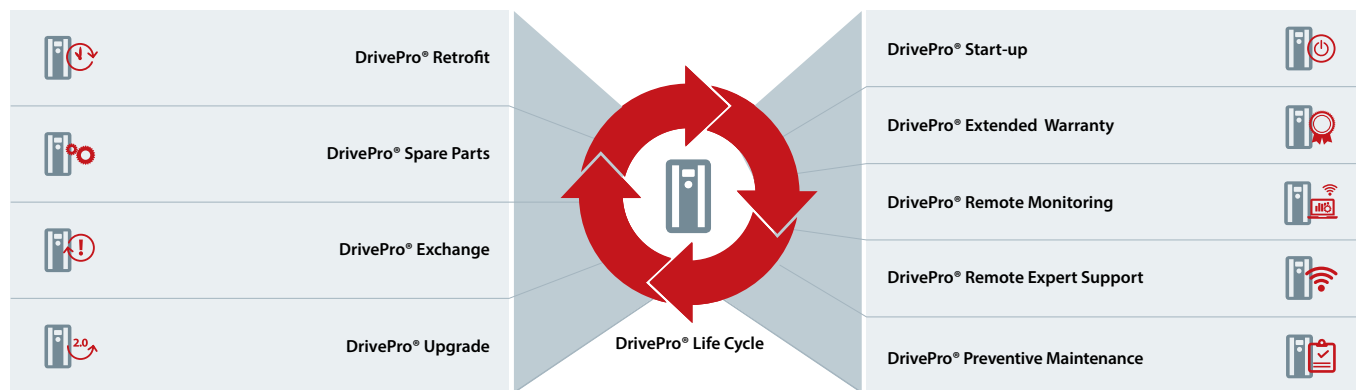 DrivePro® Retrofit
DrivePro® Spare Parts
DrivePro® Exchange
2.0
DrivePro® Upgrade
DrivePro® Life Cycle
DrivePro® Start-up
DrivePro® Extended Warranty
DrivePro® Remote Monitoring
DrivePro® Remote Expert Support
DrivePro® Preventive Maintenance